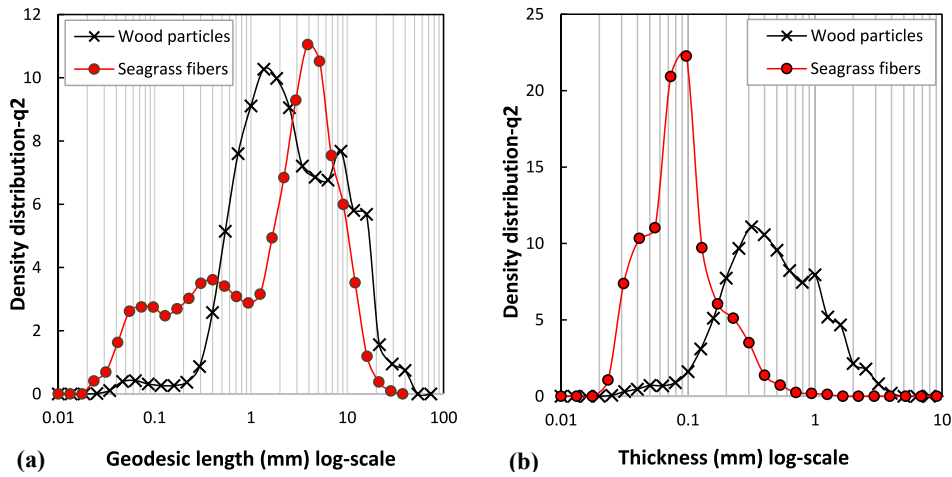 12
10
8
6
4
2
0
Density distribution-q2
Wood particles
Seagrass fibers
0.01
0.1
1
10
100
(a)
Geodesic length (mm) log-scale
25
20
15
10
5
0
Density distribution-q2
Wood particles
Seagrass fibers
0.01
0.1
1
10
(b)
Thickness (mm) log-scale